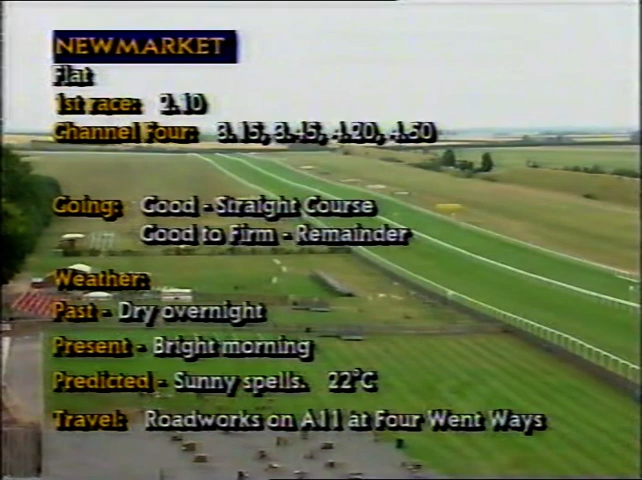 NEWMARKET
Flat
1st race: 2.10
Channel Four: 3.15, 3.45, 4.20, 4.50
Going: Good - Straight Course
Good to Firm - Remainder
Weather:
Past - Dry overnight
Present - Bright morning
Predicted - Sunny spells. 22°C
Travel: Roadworks on A11 at Four Went Ways